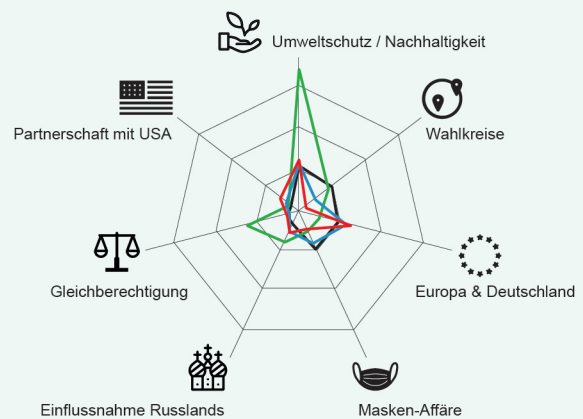 Umweltschutz / Nachhaltigkeit
Partnerschaft mit USA
Wahlkreise
Gleichberechtigung
Europa & Deutschland
Einflussnahme Russlands
Masken-Affäre